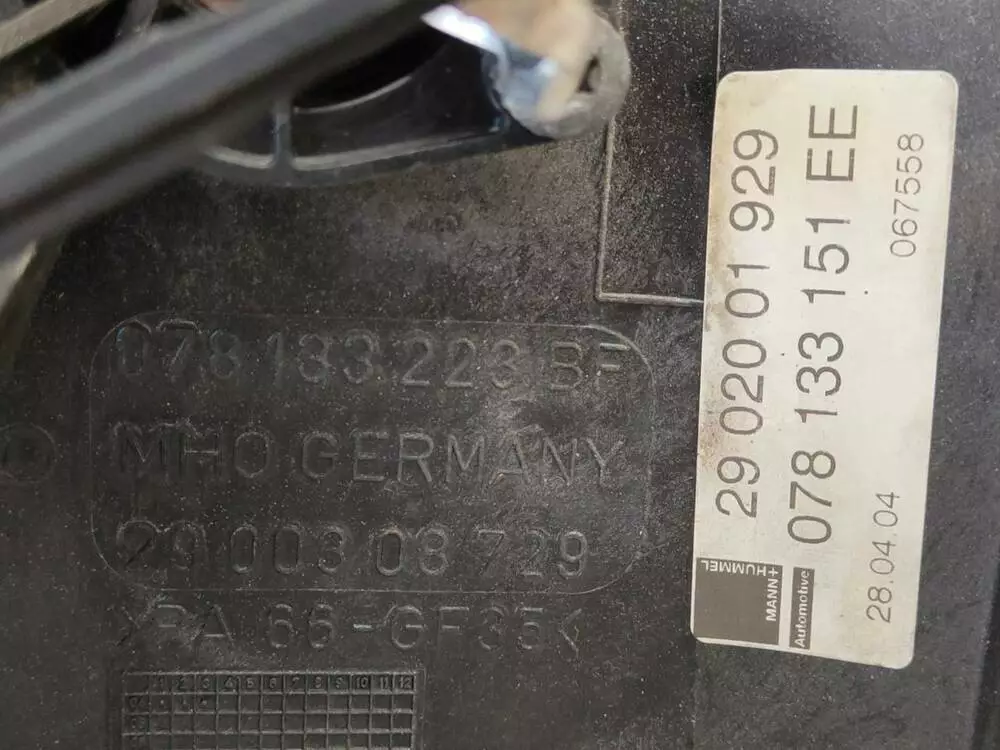 078 133 223 BF
MHO GERMANY
29 003 03 729
>PA 66-GF35<
1 2 3 4 5 6 7 8 9 10 11 12
29 020 01 929
078 133 151 EE
067558
28.04.04
MANN+
HUMMEL
Automotive